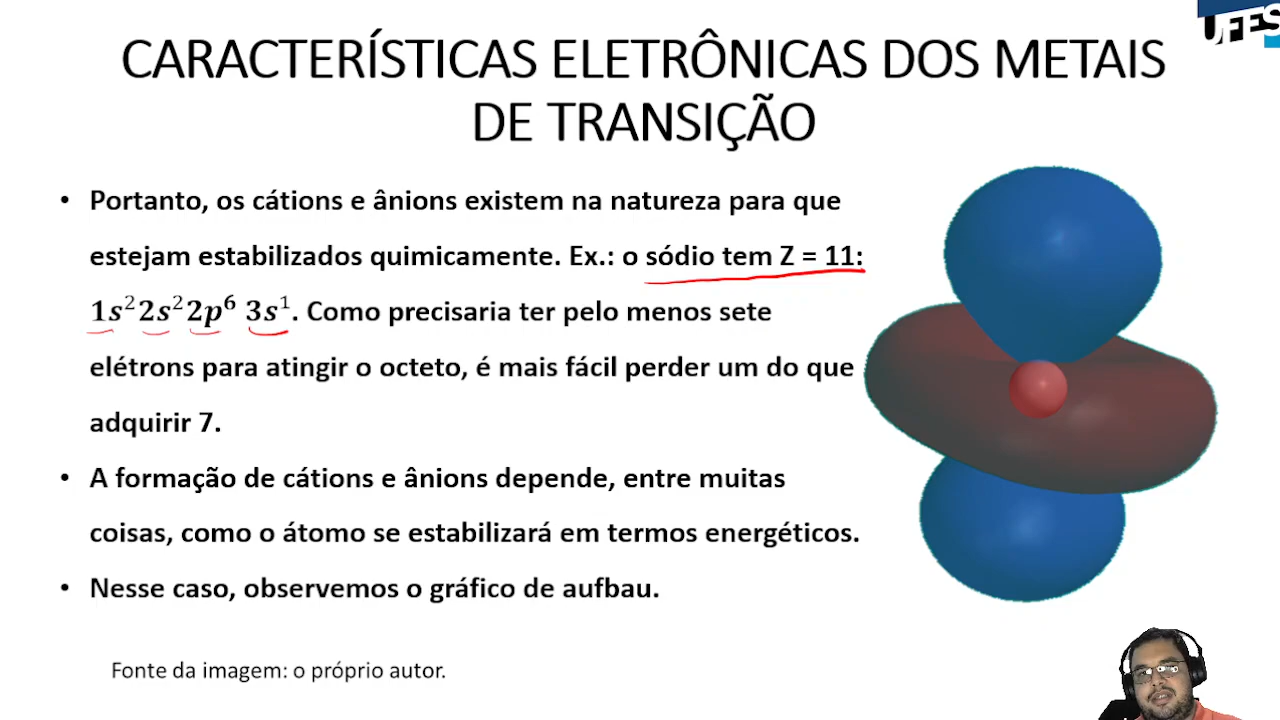 UFES
CARACTERÍSTICAS ELETRÔNICAS DOS METAIS
DE TRANSIÇÃO
• Portanto, os cátions e ânions existem na natureza para que
estejam estabilizados quimicamente. Ex.: o sódio tem Z = 11:
1s²2s²2p⁶ 3s¹. Como precisaria ter pelo menos sete
elétrons para atingir o octeto, é mais fácil perder um do que
adquirir 7.
• A formação de cátions e ânions depende, entre muitas
coisas, como o átomo se estabilizará em termos energéticos.
• Nesse caso, observemos o gráfico de aufbau.
Fonte da imagem: o próprio autor.